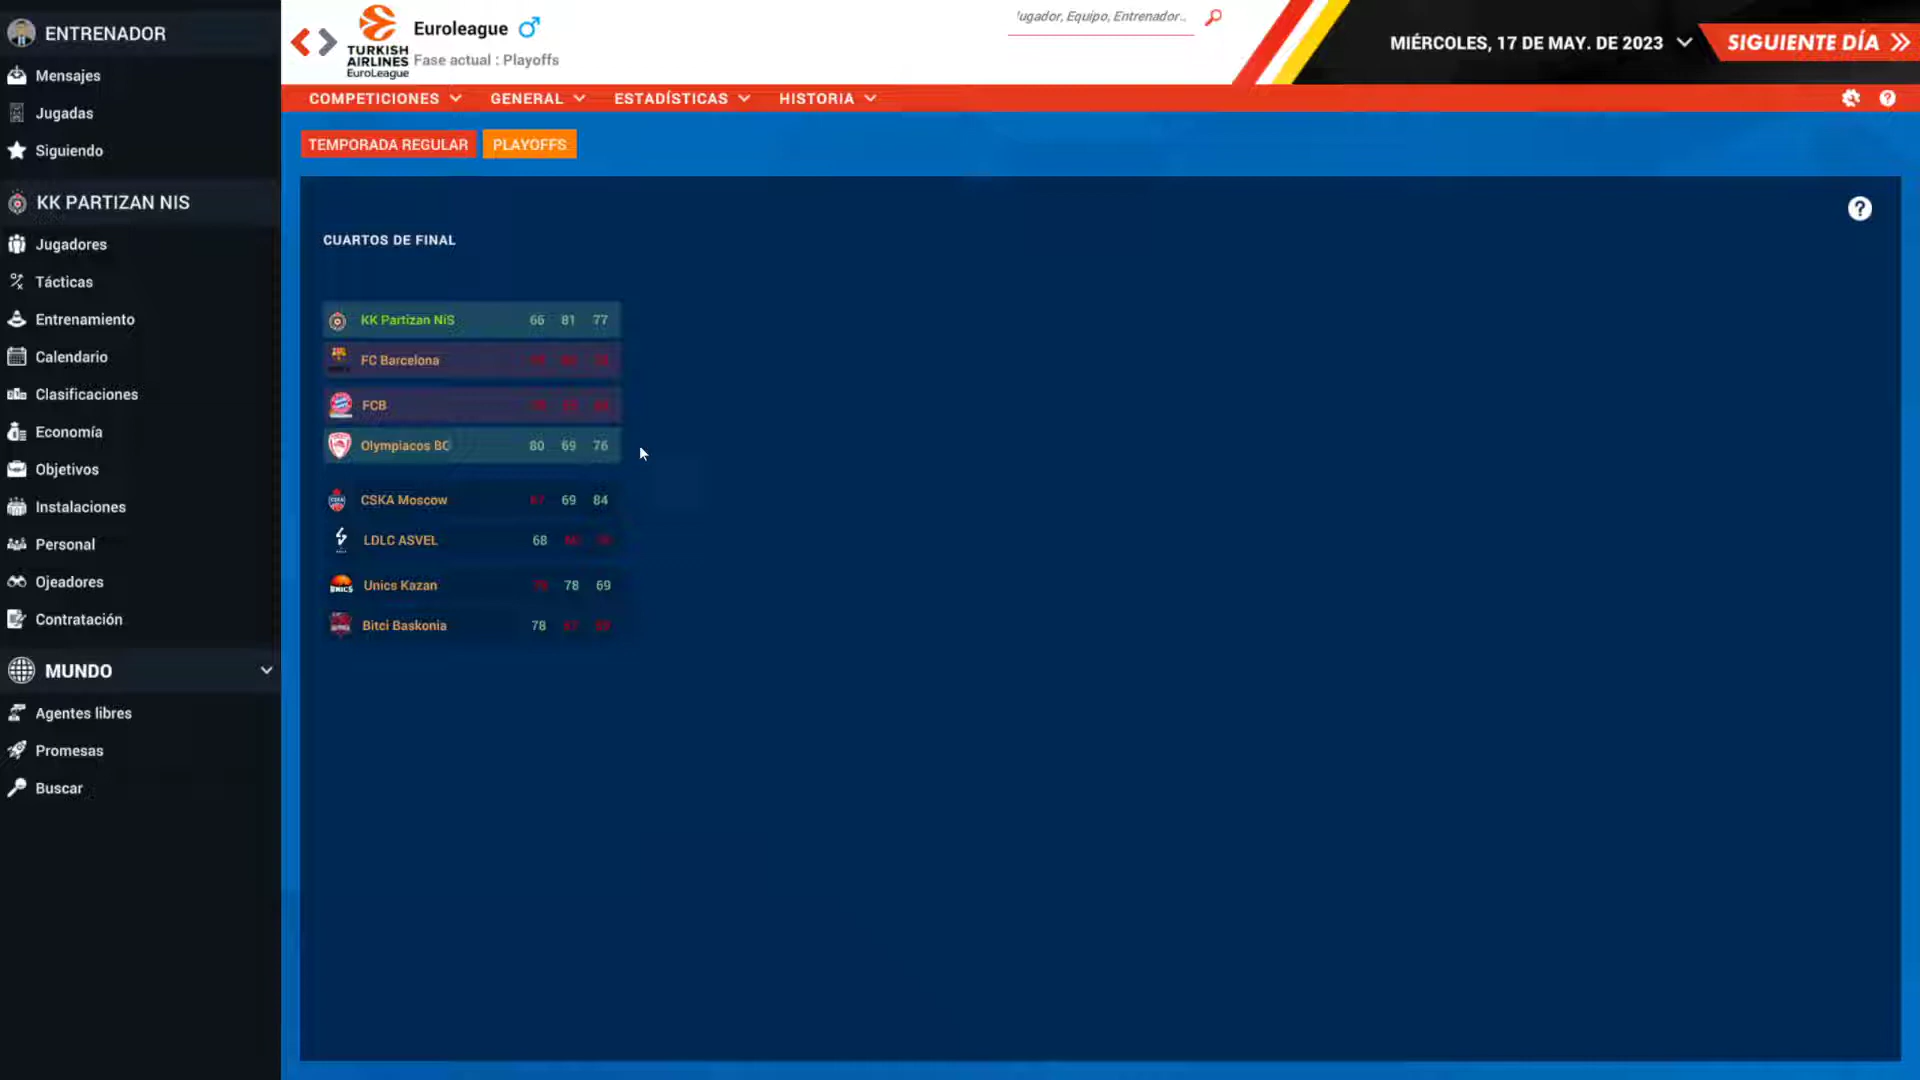 ENTRENADOR
Mensajes
Jugadas
Siguiendo
KK PARTIZAN NIS
Jugadores
Tácticas
Entrenamiento
Calendario
Clasificaciones
Economía
Objetivos
Instalaciones
Personal
Ojeadores
Contratación
MUNDO
Agentes libres
Promesas
Buscar
TURKISH
AIRLINES
EuroLeague
Euroleague
Fase actual : Playoffs
Jugador, Equipo, Entrenador..
MIÉRCOLES, 17 DE MAY. DE 2023
SIGUIENTE DÍA
COMPETICIONES GENERAL ESTADÍSTICAS HISTORIA
TEMPORADA REGULAR PLAYOFFS
CUARTOS DE FINAL
KK Partizan NiS 66 81 77
FC Barcelona
FCB
Olympiacos BC 80 69 76
CSKA Moscow 69 84
LDLC ASVEL 68
Unics Kazan 78 69
Bitci Baskonia 78